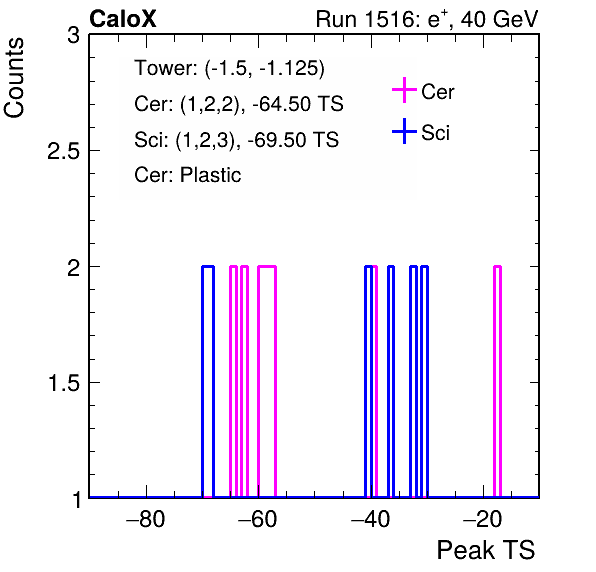 CaloX Run 1516: e+, 40 GeV
Counts
3
2.5
2
1.5
1
Tower: (-1.5, -1.125)
Cer: (1,2,2), -64.50 TS
Sci: (1,2,3), -69.50 TS
Cer: Plastic
Cer
Sci
−80 −60 −40 −20
Peak TS